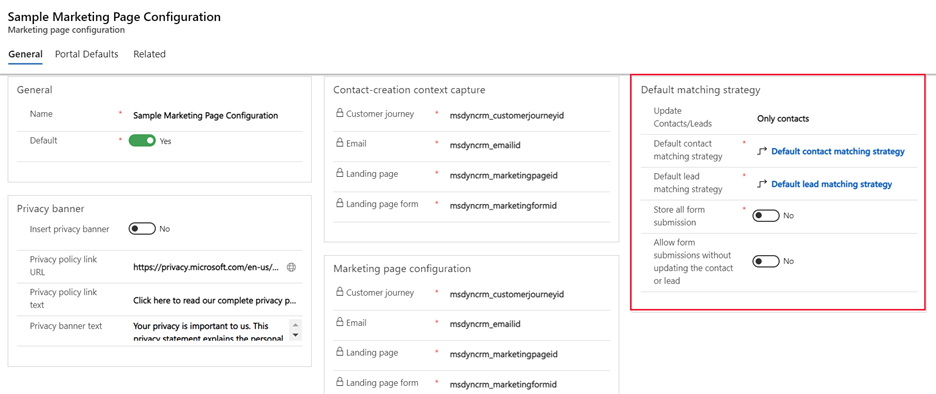 Sample Marketing Page Configuration
Marketing page configuration
General Portal Defaults Related
General
Name * Sample Marketing Page Configuration
Default * Yes
Privacy banner
Insert privacy banner No
Privacy policy link
URL
https://privacy.microsoft.com/en-us/...
Privacy policy link
text
Click here to read our complete privacy p...
Privacy banner text
Your privacy is important to us. This
privacy statement explains the personal
Contact-creation context capture
Customer journey * msdyncrm_customerjourneyid
Email * msdyncrm_emailid
Landing page * msdyncrm_marketingpageid
Landing page form * msdyncrm_marketingformid
Marketing page configuration
Customer journey * msdyncrm_customerjourneyid
Email * msdyncrm_emailid
Landing page * msdyncrm_marketingpageid
Landing page form * msdyncrm_marketingformid
Default matching strategy
Update
Contacts/Leads
Only contacts
Default contact
matching strategy
* Default contact matching strategy
Default lead
matching strategy
* Default lead matching strategy
Store all form
submission
* No
Allow form
submissions without
updating the contact
or lead
No